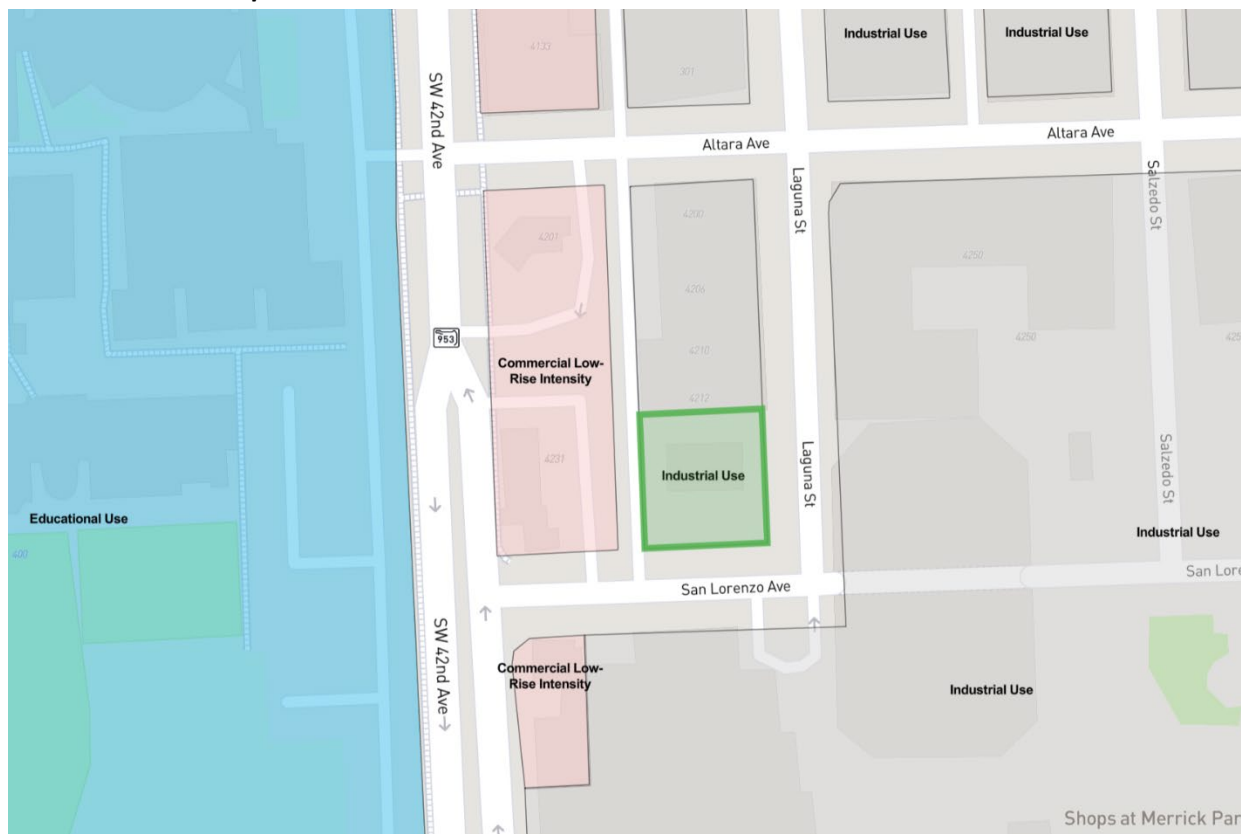 4133
SW 42nd Ave
301
Industrial Use
Industrial Use
Altara Ave
Altara Ave
Laguna St
Salzedo St
4200
4201
4250
4206
953
4250
4210
Commercial Low-
Rise Intensity
4212
4231
Industrial Use
Laguna St
Salzedo St
Educational Use
400
Industrial Use
San Lorenzo Ave
San Lore
SW 42nd Ave
Commercial Low-
Rise Intensity
Industrial Use
Shops at Merrick Par